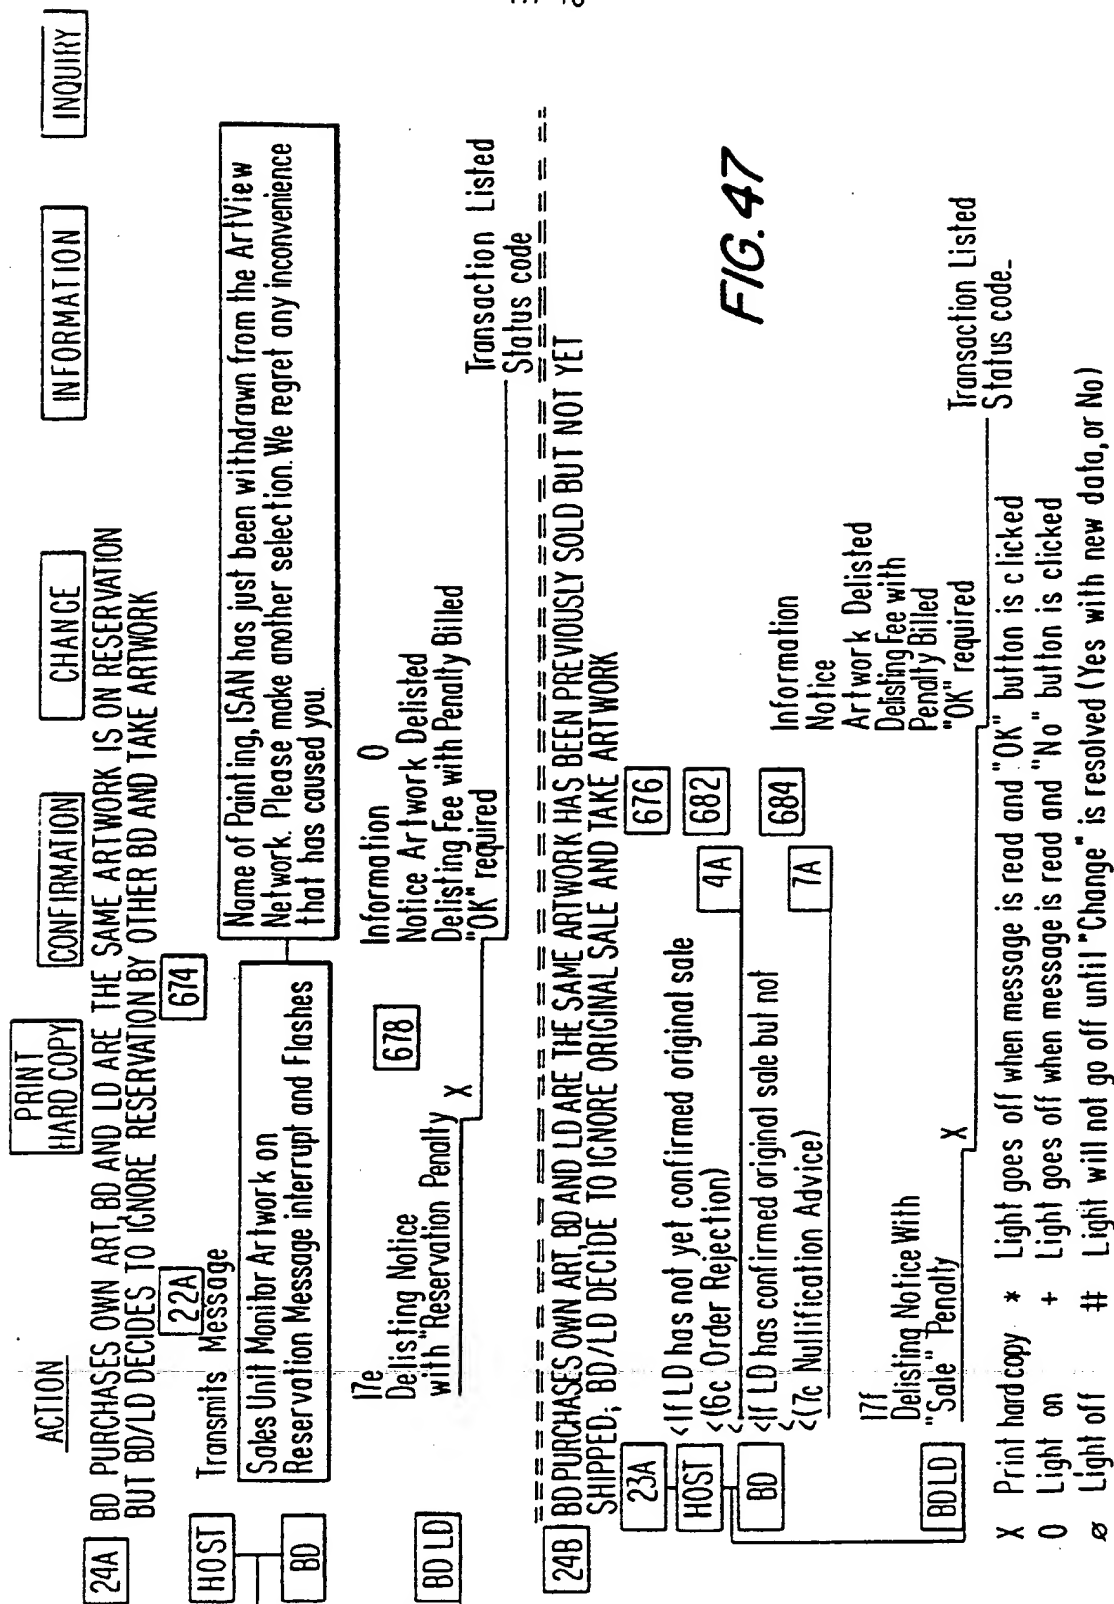 ACTION
PRINT
HARD COPY
CONFIRMATION
CHANGE
INFORMATION
INQUIRY
24A BD PURCHASES OWN ART, BD AND LD ARE THE SAME ARTWORK IS ON RESERVATION
BUT BD/LD DECIDES TO IGNORE RESERVATION BY OTHER BD AND TAKE ARTWORK
22A
674
HOST
Transmits Message
BD
Sales Unit Monitor Artwork on
Reservation Message interrupt and Flashes
Name of Painting, ISAN has just been withdrawn from the ArtView
Network. Please make another selection. We regret any inconvenience
that has caused you.
17e
Delisting Notice
with "Reservation Penalty X
678
Information O
Notice Artwork Delisted
Delisting Fee with Penalty Billed
"OK" required
BD LD
Transaction Listed
Status code
24B BD PURCHASES OWN ART, BD AND LD ARE THE SAME ARTWORK HAS BEEN PREVIOUSLY SOLD BUT NOT YET
SHIPPED; BD/LD DECIDE TO IGNORE ORIGINAL SALE AND TAKE ARTWORK
23A
676
HOST
<If LD has not yet confirmed original sale
<(6c Order Rejection)
4A
682
BD
<
<If LD has confirmed original sale but not
<
<(7c Nullification Advice)
7A
684
17f
Delisting Notice With
"Sale" Penalty X
Information
Notice
Artwork Delisted
Delisting Fee with
Penalty Billed
"OK" required
BD LD
Transaction Listed
Status code_
FIG. 47
X Print hard copy * Light goes off when message is read and "OK" button is clicked
O Light on + Light goes off when message is read and "No" button is clicked
ø Light off # Light will not go off until "Change" is resolved (Yes with new data, or No)